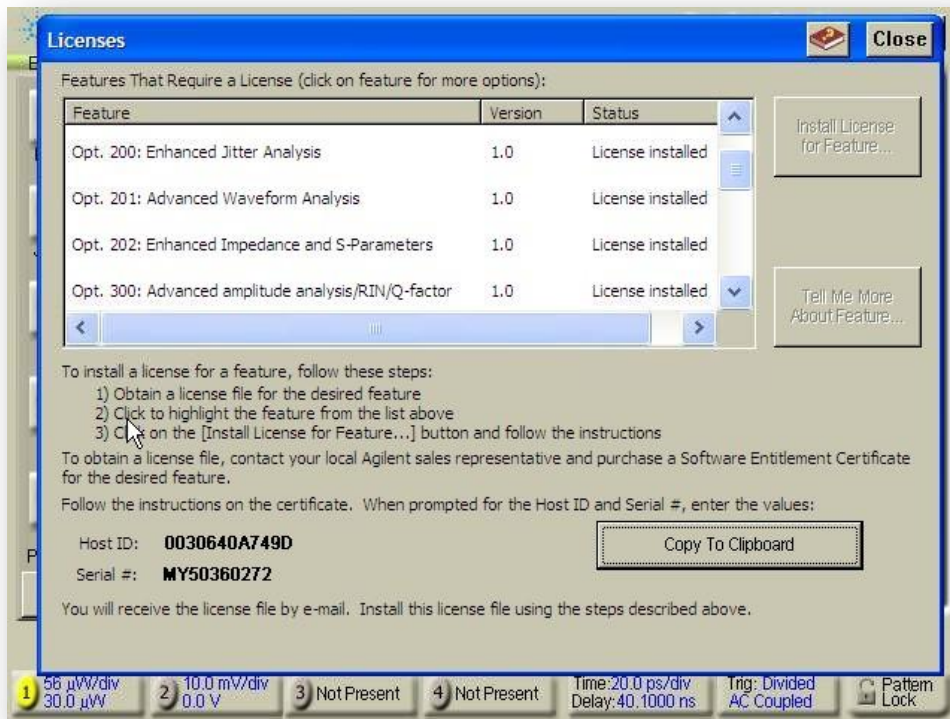 Licenses
Close
Features That Require a License (click on feature for more options):
Feature Version Status
Opt. 200: Enhanced Jitter Analysis 1.0 License installed
Opt. 201: Advanced Waveform Analysis 1.0 License installed
Opt. 202: Enhanced Impedance and S-Parameters 1.0 License installed
Opt. 300: Advanced amplitude analysis/RIN/Q-factor 1.0 License installed
Install License
for Feature...
Tell Me More
About Feature...
To install a license for a feature, follow these steps:
1) Obtain a license file for the desired feature
2) Click to highlight the feature from the list above
3) Click on the [Install License for Feature...] button and follow the instructions
To obtain a license file, contact your local Agilent sales representative and purchase a Software Entitlement Certificate
for the desired feature.
Follow the instructions on the certificate. When prompted for the Host ID and Serial #, enter the values:
Host ID: 0030640A749D
Serial #: MY50360272
Copy To Clipboard
You will receive the license file by e-mail. Install this license file using the steps described above.
1 56 µW/div
30.0 µW
2 10.0 mV/div
0.0 V
3 Not Present
4 Not Present
Time:20.0 ps/div
Delay:40.1000 ns
Trig: Divided
AC Coupled
Pattern
Lock